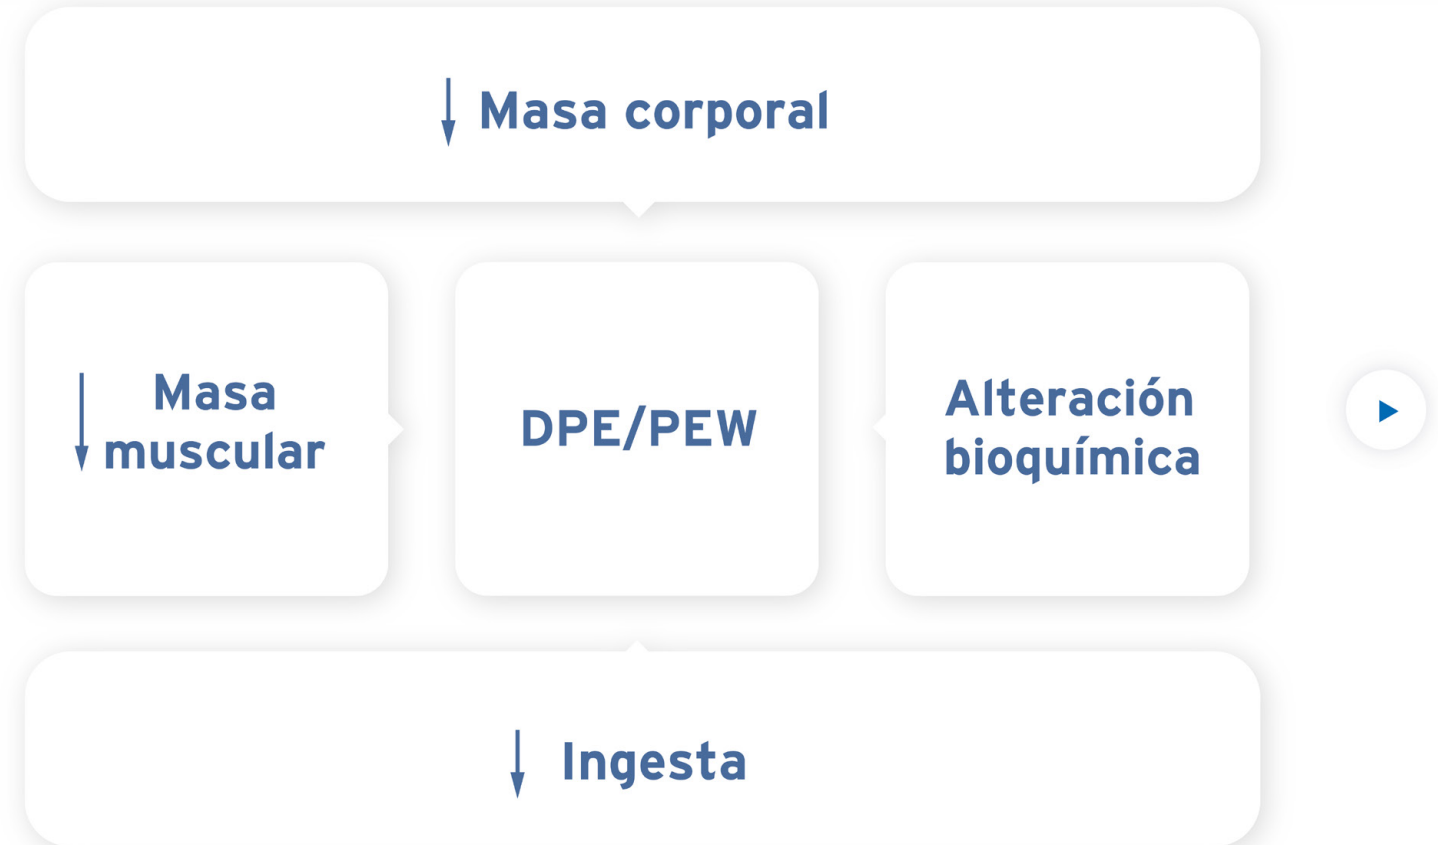 ↓ Masa corporal
↓ Masa
muscular
DPE/PEW
Alteración
bioquímica
↓ Ingesta